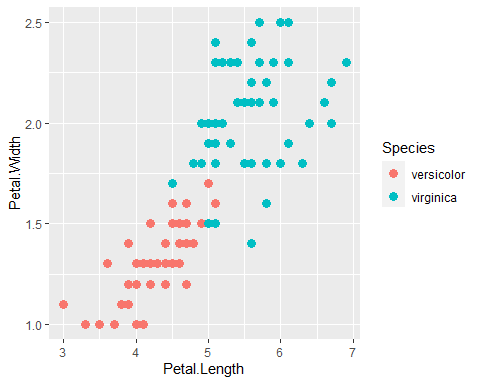 2.5
2.0
1.5
1.0
Petal.Width
3 4 5 6 7
Petal.Length
Species
versicolor
virginica